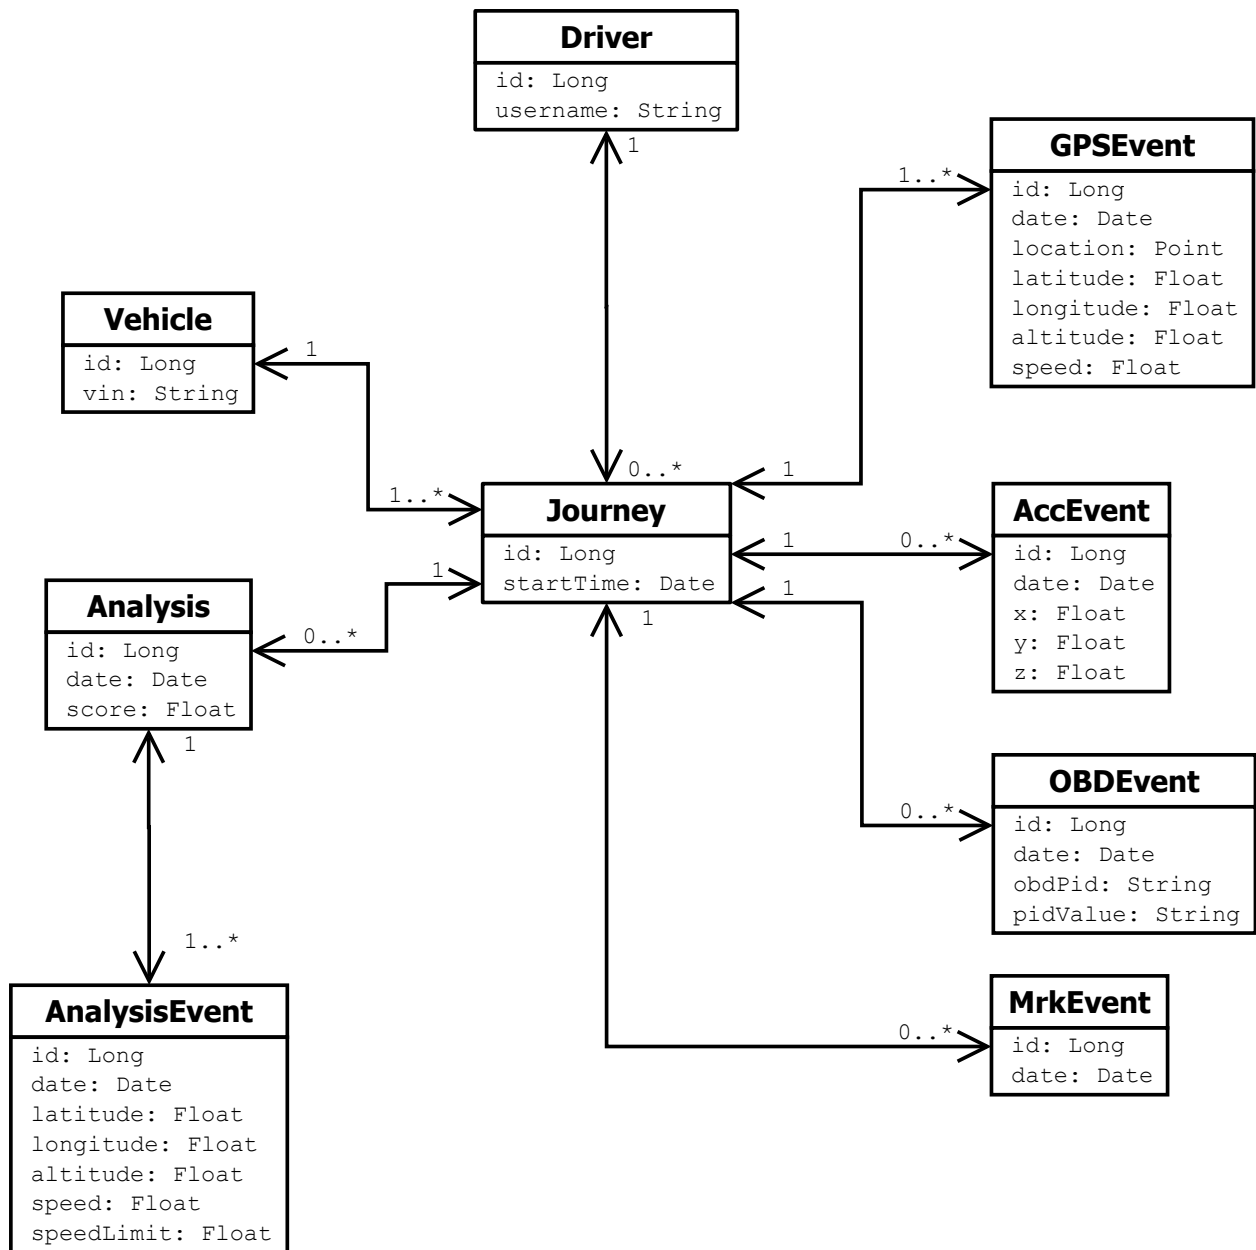 Driver
id: Long
username: String
1
GPSEvent
id: Long
date: Date
location: Point
latitude: Float
longitude: Float
altitude: Float
speed: Float
1..*
Vehicle
id: Long
vin: String
1
0..*
1
1..*
Journey
id: Long
startTime: Date
1
0..*
AccEvent
id: Long
date: Date
x: Float
y: Float
z: Float
1
1
1
Analysis
id: Long
date: Date
score: Float
0..*
1
0..*
OBDEvent
id: Long
date: Date
obdPid: String
pidValue: String
1..*
AnalysisEvent
id: Long
date: Date
latitude: Float
longitude: Float
altitude: Float
speed: Float
speedLimit: Float
0..*
MrkEvent
id: Long
date: Date